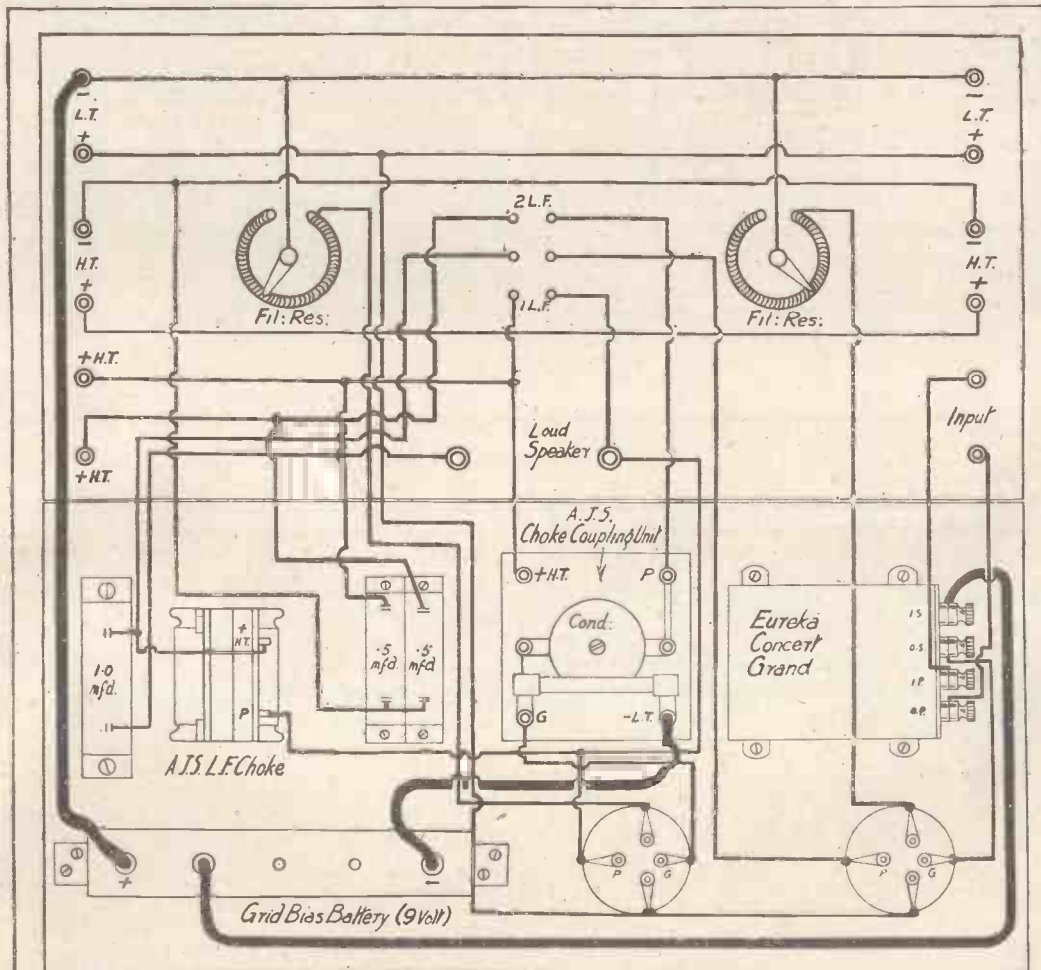 −
L.T.
+
−
L.T.
+
2 L.F.
−
H.T.
+
−
H.T.
+
Fil: Res:
1 L.F.
Fil: Res:
+ H.T.
+ H.T.
Loud
Speaker
Input
A.J.S.
Choke Coupling Unit
+ H.T.
P
Cond:
G
− L.T.
Eureka
Concert
Grand
I.S.
O.S.
I.P.
O.P.
1·0
mfd.
+
H.T.
P
A.J.S. L.F. Choke
·5
mfd.
·5
mfd.
P
G
P
G
+
−
Grid Bias Battery (9 Volt)